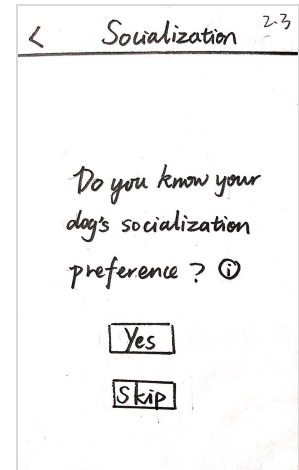 < Socialization 2.3
Do you know your
dog's socialization
preference ? ⓘ
Yes
Skip